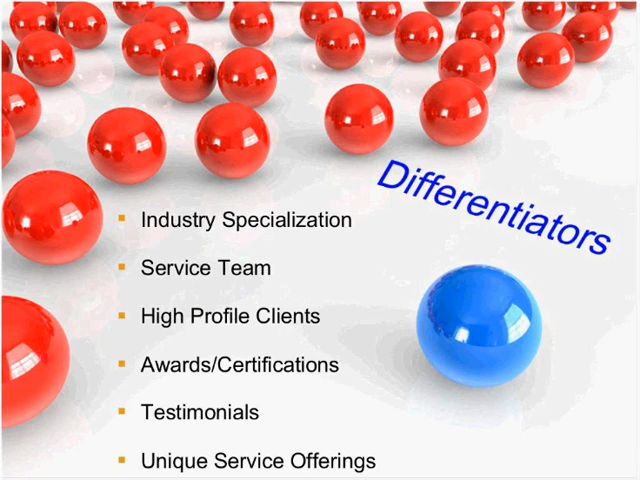 Differentiators
Industry Specialization
Service Team
High Profile Clients
Awards/Certifications
Testimonials
Unique Service Offerings